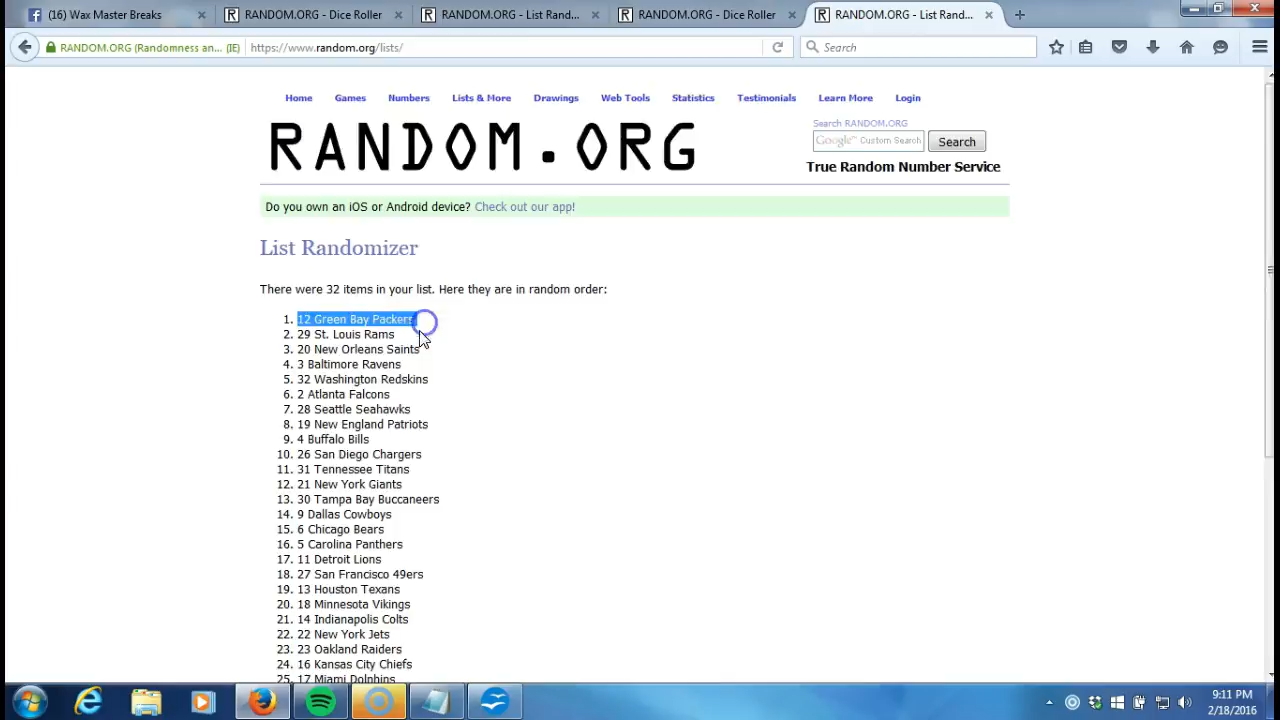 (16) Wax Master Breaks
RANDOM.ORG - Dice Roller
RANDOM.ORG - List Rand...
RANDOM.ORG - Dice Roller
RANDOM.ORG - List Rand...
RANDOM.ORG (Randomness an... (IE)
https://www.random.org/lists/
Search
Home Games Numbers Lists & More Drawings Web Tools Statistics Testimonials Learn More Login
RANDOM.ORG
Search RANDOM.ORG
Google™ Custom Search
Search
True Random Number Service
Do you own an iOS or Android device? Check out our app!
List Randomizer
There were 32 items in your list. Here they are in random order:
1. 12 Green Bay Packers
2. 29 St. Louis Rams
3. 20 New Orleans Saints
4. 3 Baltimore Ravens
5. 32 Washington Redskins
6. 2 Atlanta Falcons
7. 28 Seattle Seahawks
8. 19 New England Patriots
9. 4 Buffalo Bills
10. 26 San Diego Chargers
11. 31 Tennessee Titans
12. 21 New York Giants
13. 30 Tampa Bay Buccaneers
14. 9 Dallas Cowboys
15. 6 Chicago Bears
16. 5 Carolina Panthers
17. 11 Detroit Lions
18. 27 San Francisco 49ers
19. 13 Houston Texans
20. 18 Minnesota Vikings
21. 14 Indianapolis Colts
22. 22 New York Jets
23. 23 Oakland Raiders
24. 16 Kansas City Chiefs
25. 17 Miami Dolphins
9:11 PM
2/18/2016